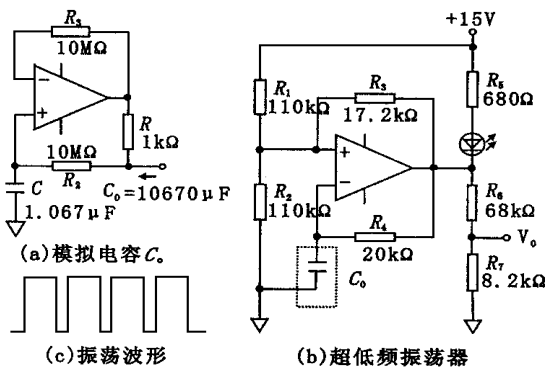 R₃
10MΩ
R
1kΩ
10MΩ
R₂
C
1.067μF
C₀=10670μF
(a)模拟电容C₀
(c)振荡波形
+15V
R₁
110kΩ
R₃
17.2kΩ
R₅
680Ω
R₂
110kΩ
R₄
20kΩ
C₀
R₆
68kΩ
V₀
R₇
8.2kΩ
(b)超低频振荡器